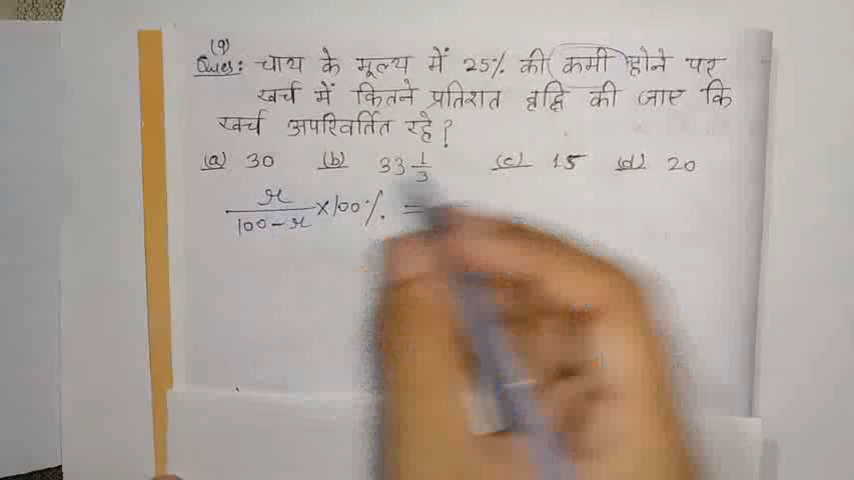 (9)
Ques: चाय के मूल्य में 25% की (कमी) होने पर
खर्च में कितने प्रतिशत वृद्धि की जाए कि
खर्च अपरिवर्तित रहे?
(a) 30 (b) 33 1/3 (c) 15 (d) 20
r/(100-r) ×100% =